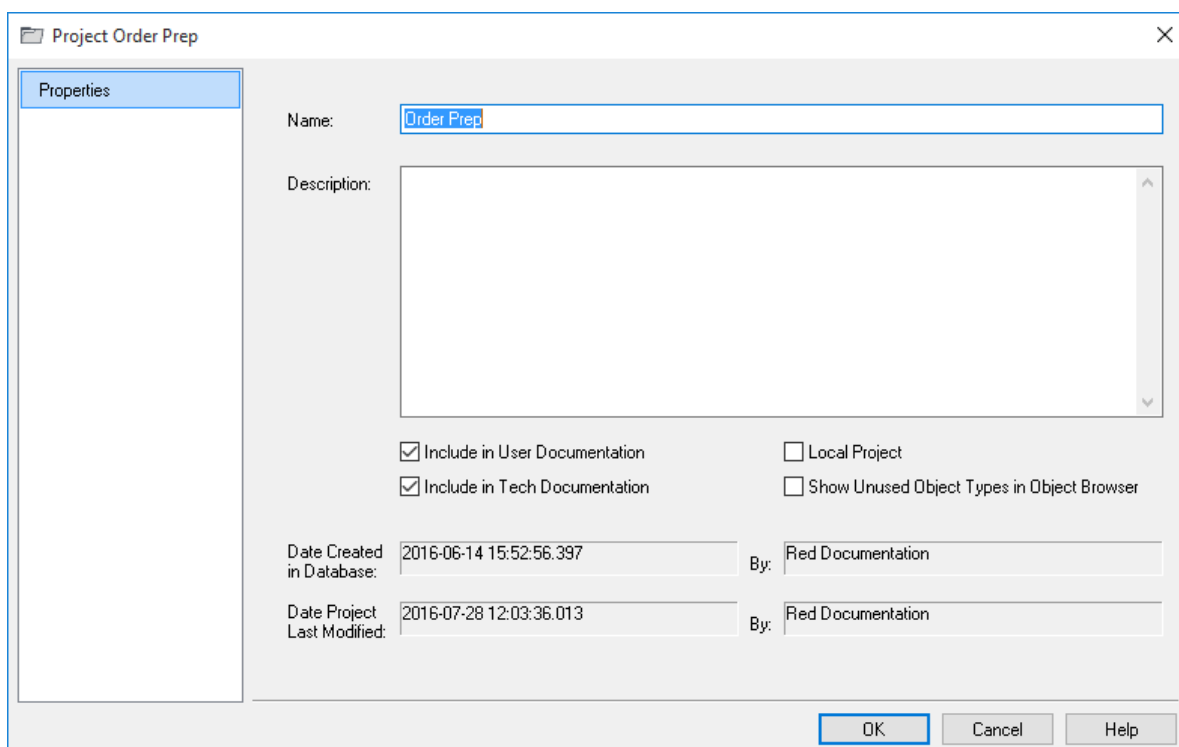 Project Order Prep
Properties
Name: Order Prep
Description:
Include in User Documentation Local Project
Include in Tech Documentation Show Unused Object Types in Object Browser
Date Created
in Database: 2016-06-14 15:52:56.397 By: Red Documentation
Date Project
Last Modified: 2016-07-28 12:03:36.013 By: Red Documentation
OK Cancel Help